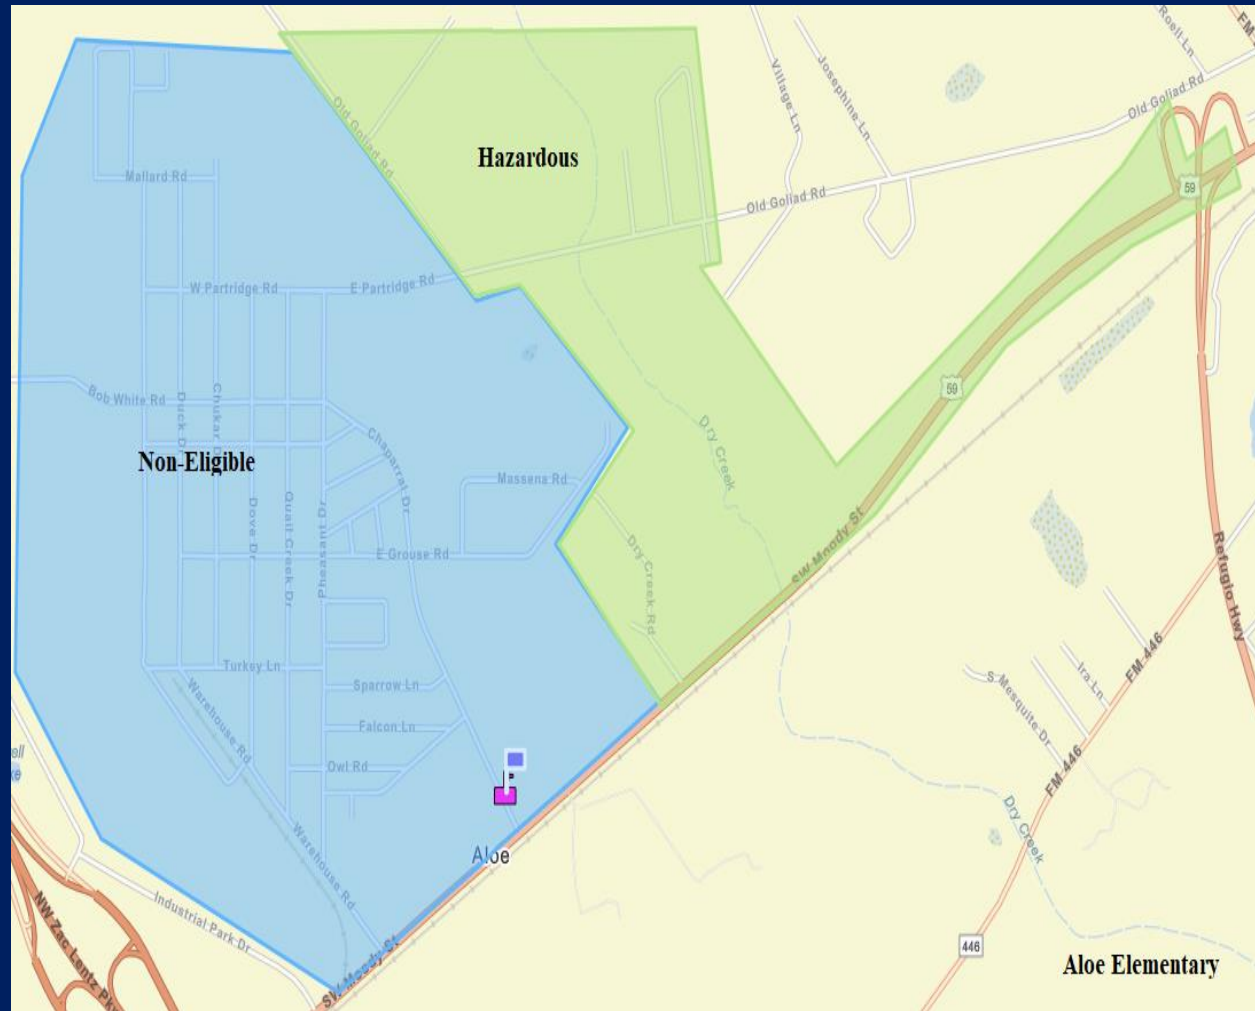 Roell Ln
FM
Village Ln
Josephine Ln
Old Goliad Rd
Old Goliad Rd
Hazardous
Mallard Rd
59
Old Goliad Rd
W Partridge Rd
E Partridge Rd
Bob White Rd
Duck D
Chukar D
59
Chaparral Dr
Dry Creek
Non-Eligible
Massena Rd
Dove Dr
Quail Creek Dr
Pheasant Dr
E Grouse Rd
SW Moody St
Dry Creek Rd
Refugio Hwy
FM 446
Turksy Ln
Sparrow Ln
Ira Ln
S Mesquite Dr
Warehouse Rd
Falcon Ln
Owl Rd
FM 446
Dry Creek
Warehouse Rd
Aloe
Industrial Park Dr
NW Zac Lentz Pkw
SW Moody St
446
Aloe Elementary